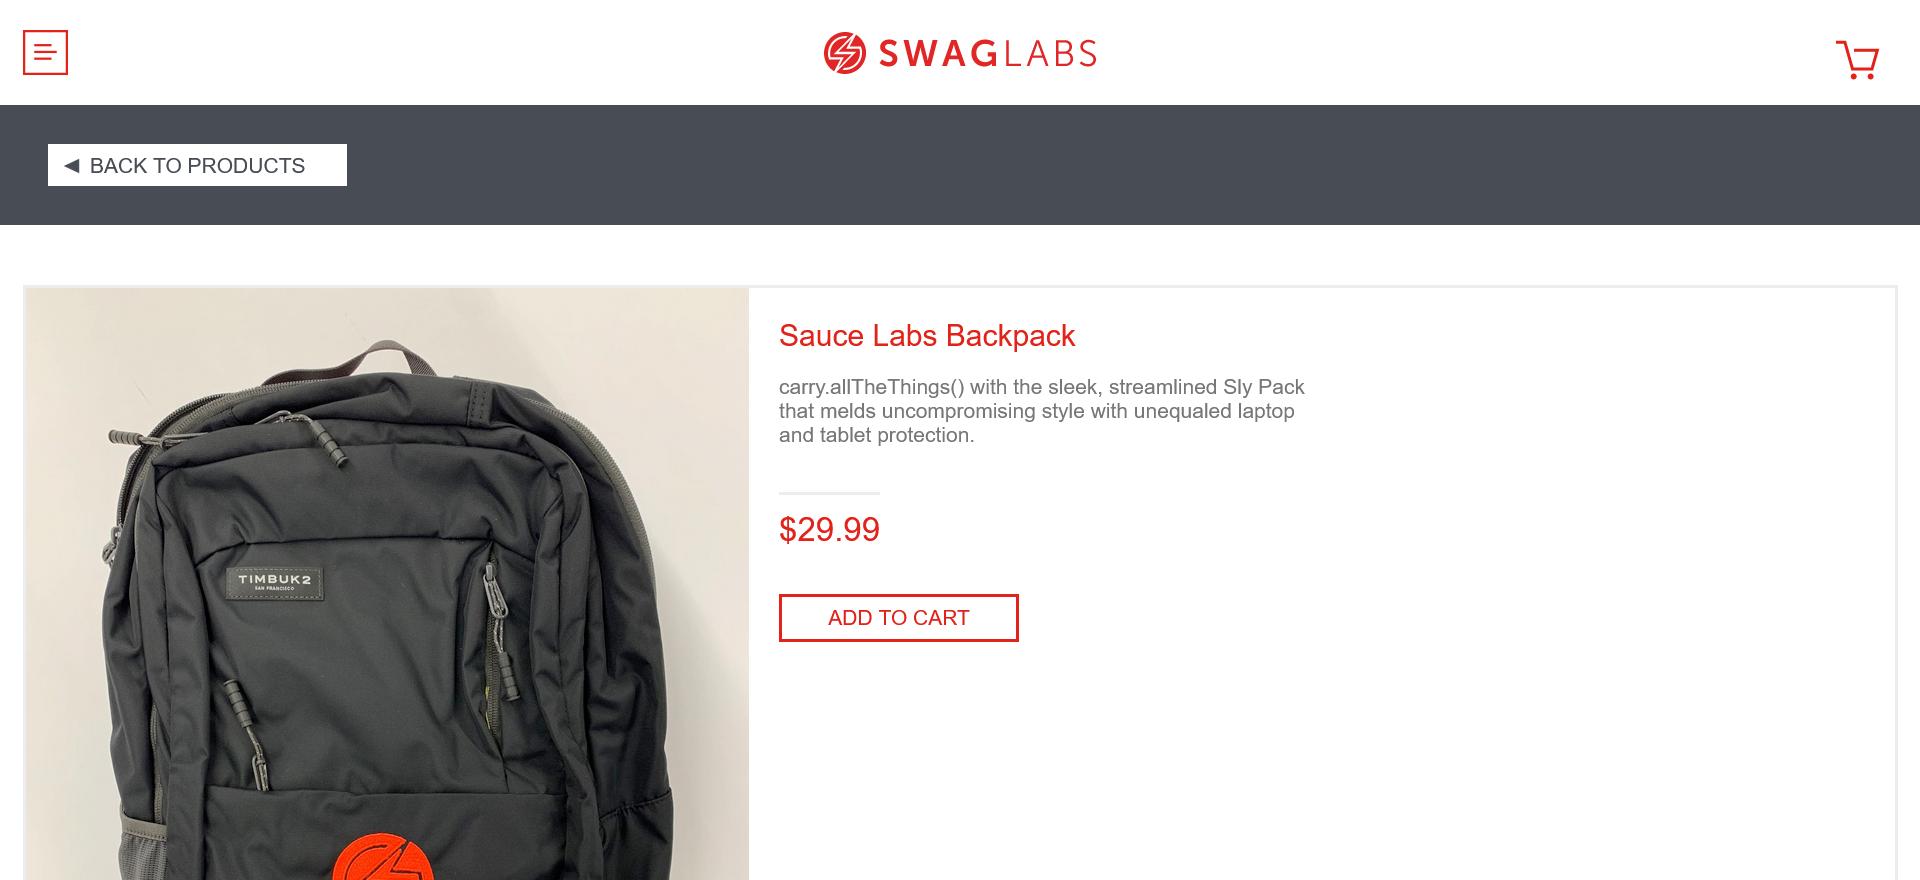 SWAGLABS
BACK TO PRODUCTS
Sauce Labs Backpack
carry.allTheThings() with the sleek, streamlined Sly Pack
that melds uncompromising style with unequaled laptop
and tablet protection.
$29.99
ADD TO CART
TIMBUK2
SAN FRANCISCO